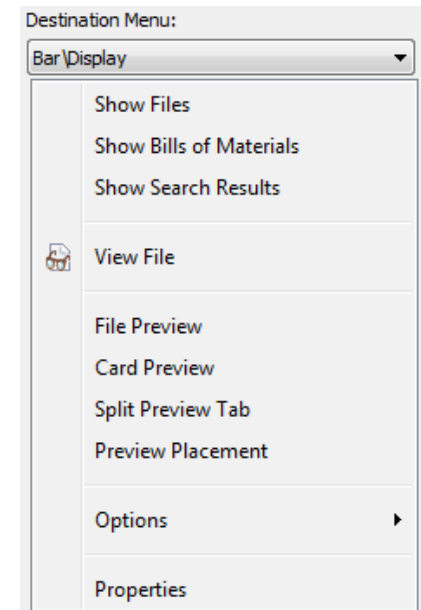 Destination Menu:
Bar\Display
Show Files
Show Bills of Materials
Show Search Results
View File
File Preview
Card Preview
Split Preview Tab
Preview Placement
Options
Properties